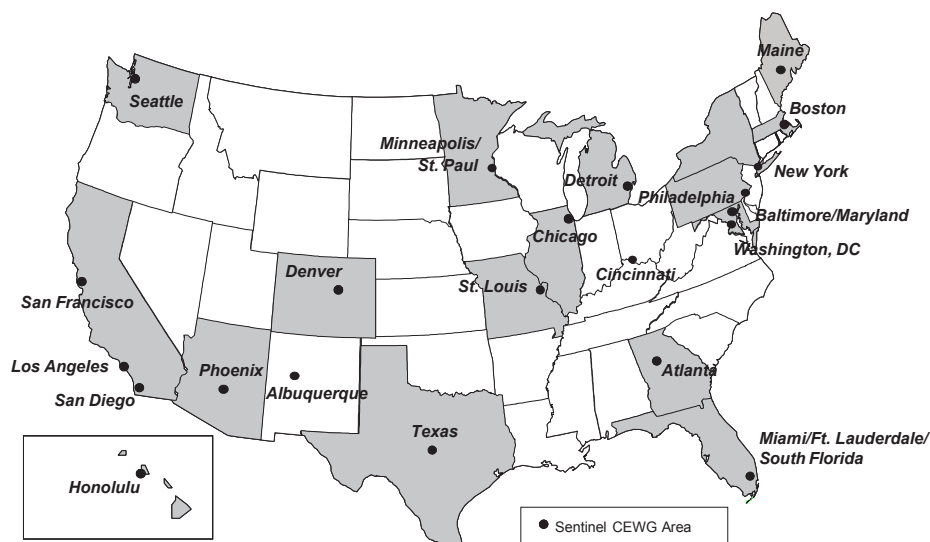 Maine
Seattle
Boston
Minneapolis/
St. Paul
New York
Detroit
Philadelphia
Baltimore/Maryland
Chicago
Washington, DC
Cincinnati
Denver
St. Louis
San Francisco
Los Angeles
Phoenix
Atlanta
Albuquerque
San Diego
Texas
Miami/Ft. Lauderdale/
South Florida
Honolulu
Sentinel CEWG Area